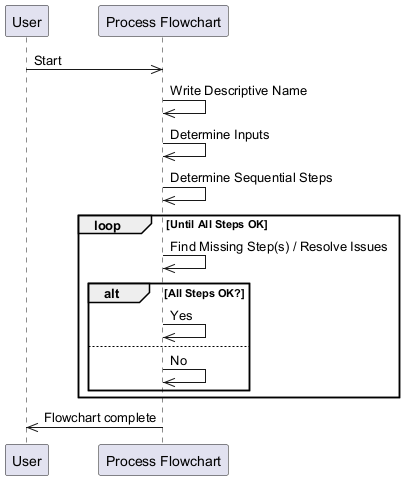 User Process Flowchart
Start
Write Descriptive Name
Determine Inputs
Determine Sequential Steps
loop [Until All Steps OK]
Find Missing Step(s) / Resolve Issues
alt [All Steps OK?]
Yes
No
Flowchart complete
User Process Flowchart